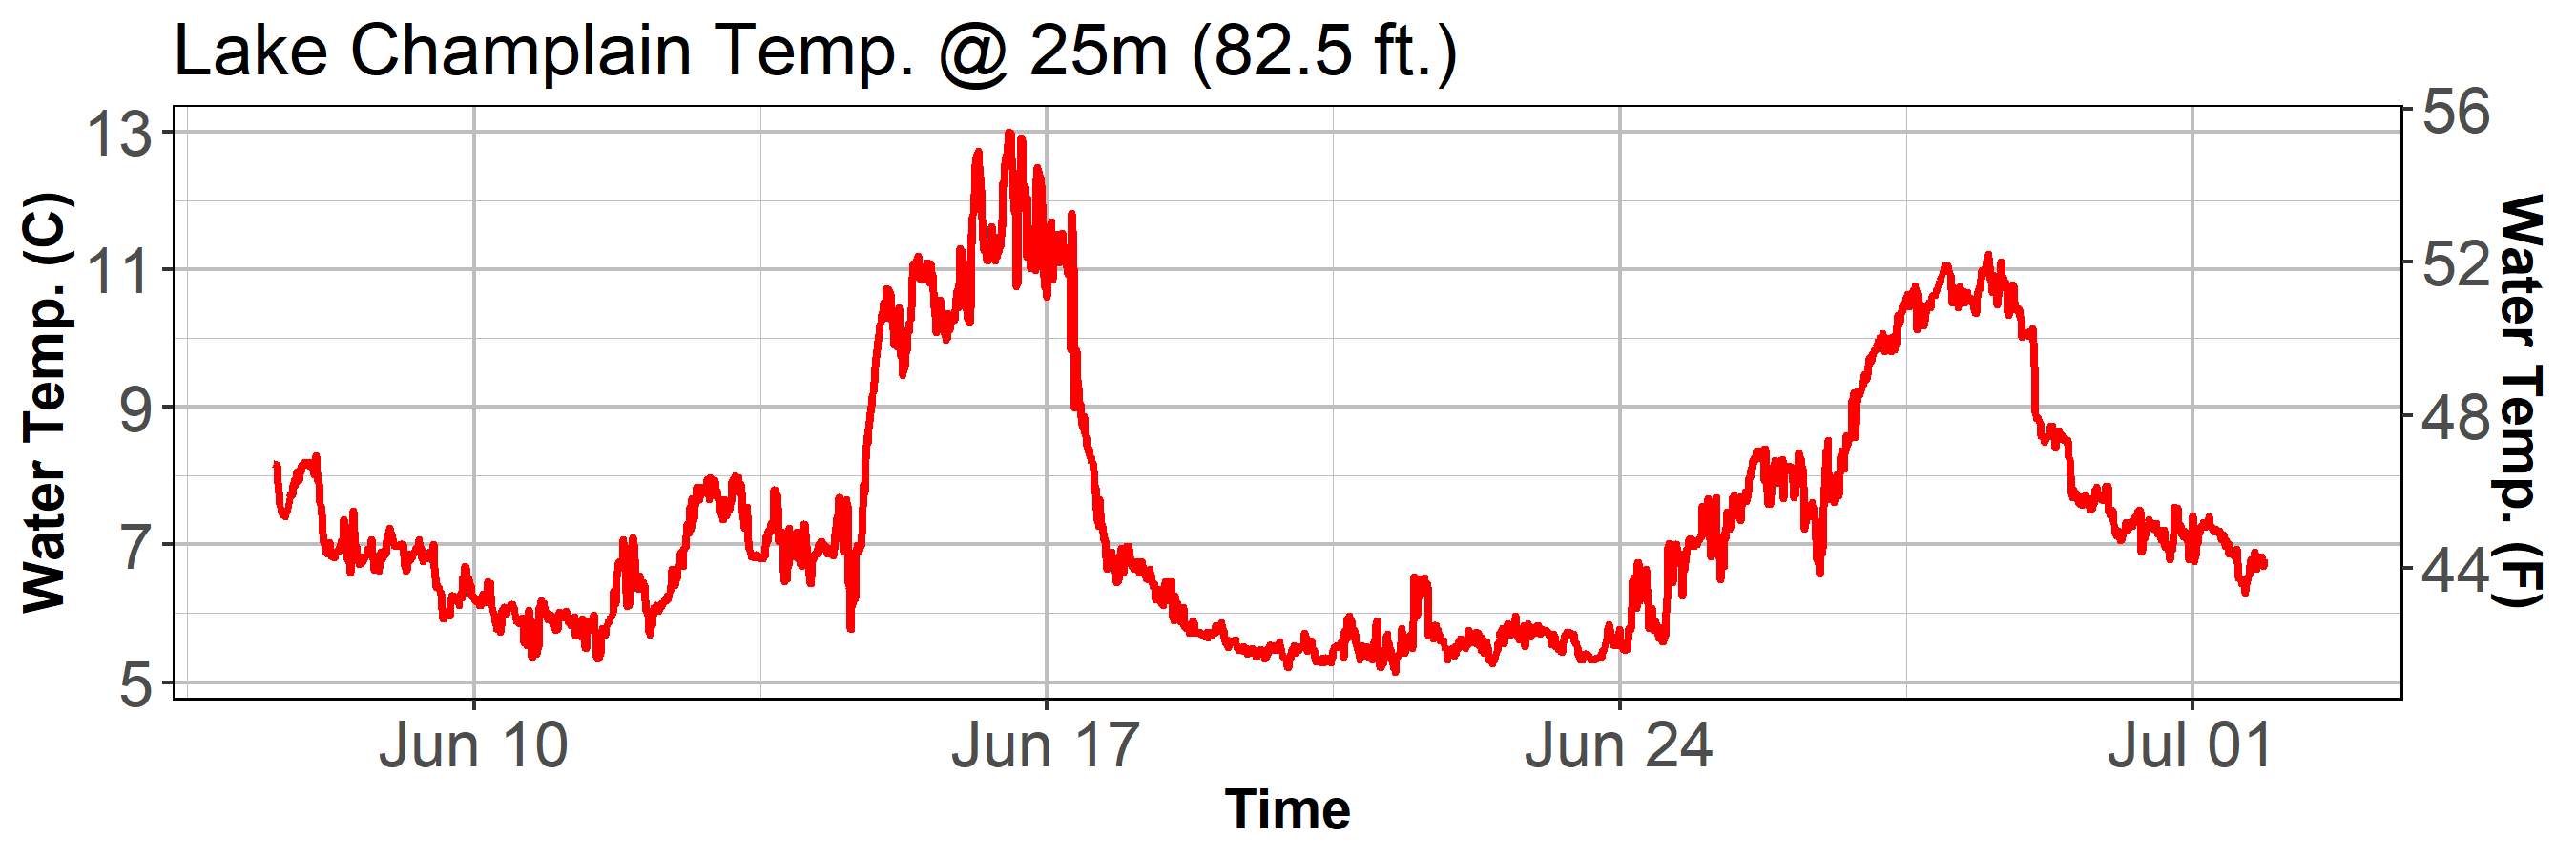 Lake Champlain Temp. @ 25m (82.5 ft.)
Water Temp. (C)
13
11
9
7
5
56
52
48
44
Water Temp. (F)
Jun 10
Jun 17
Jun 24
Jul 01
Time